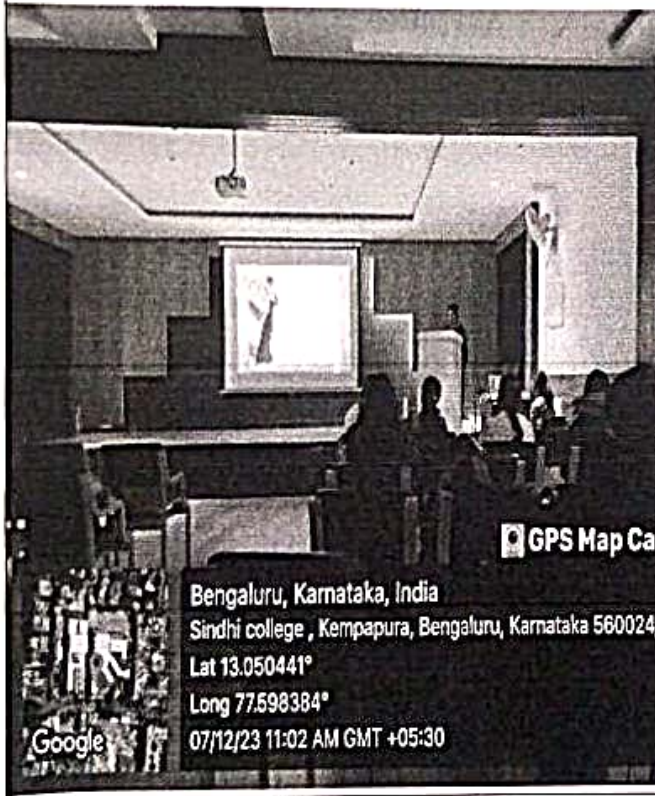 GPS Map Ca
Bengaluru, Karnataka, India
Sindhi college , Kempapura, Bengaluru, Karnataka 560024
Lat 13.050441°
Long 77.598384°
Google
07/12/23 11:02 AM GMT +05:30